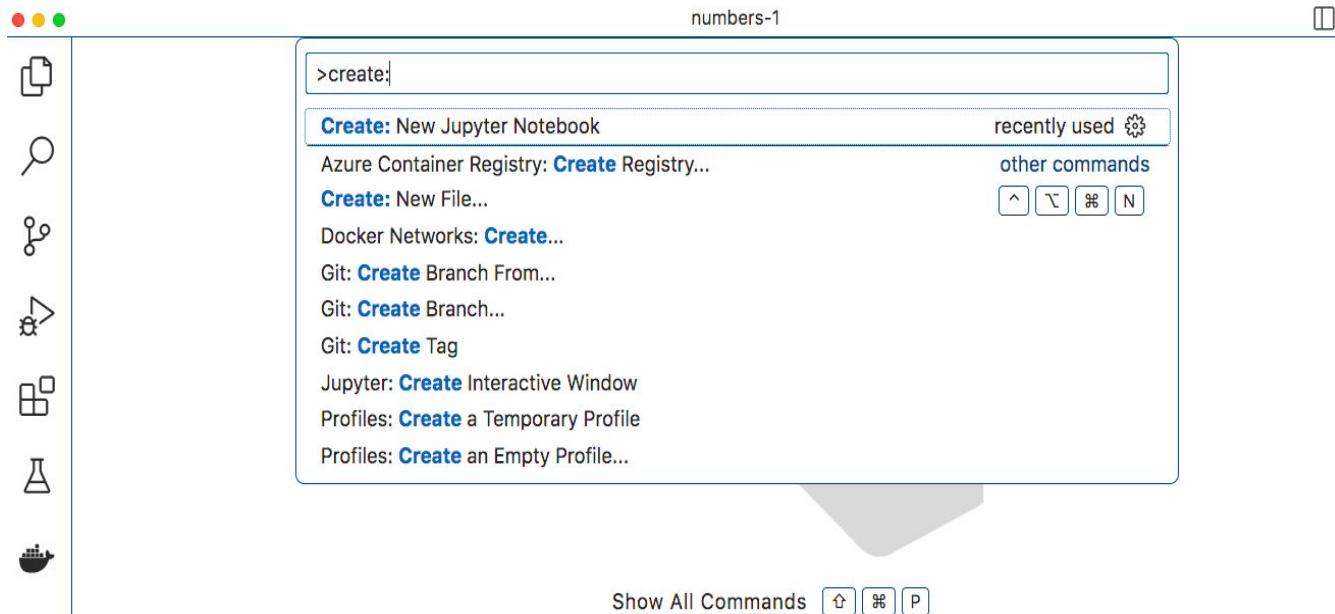 numbers-1
>create:
Create: New Jupyter Notebook recently used
Azure Container Registry: Create Registry... other commands
Create: New File... ^ ⌥ ⌘ N
Docker Networks: Create...
Git: Create Branch From...
Git: Create Branch...
Git: Create Tag
Jupyter: Create Interactive Window
Profiles: Create a Temporary Profile
Profiles: Create an Empty Profile...
Show All Commands ⇧ ⌘ P